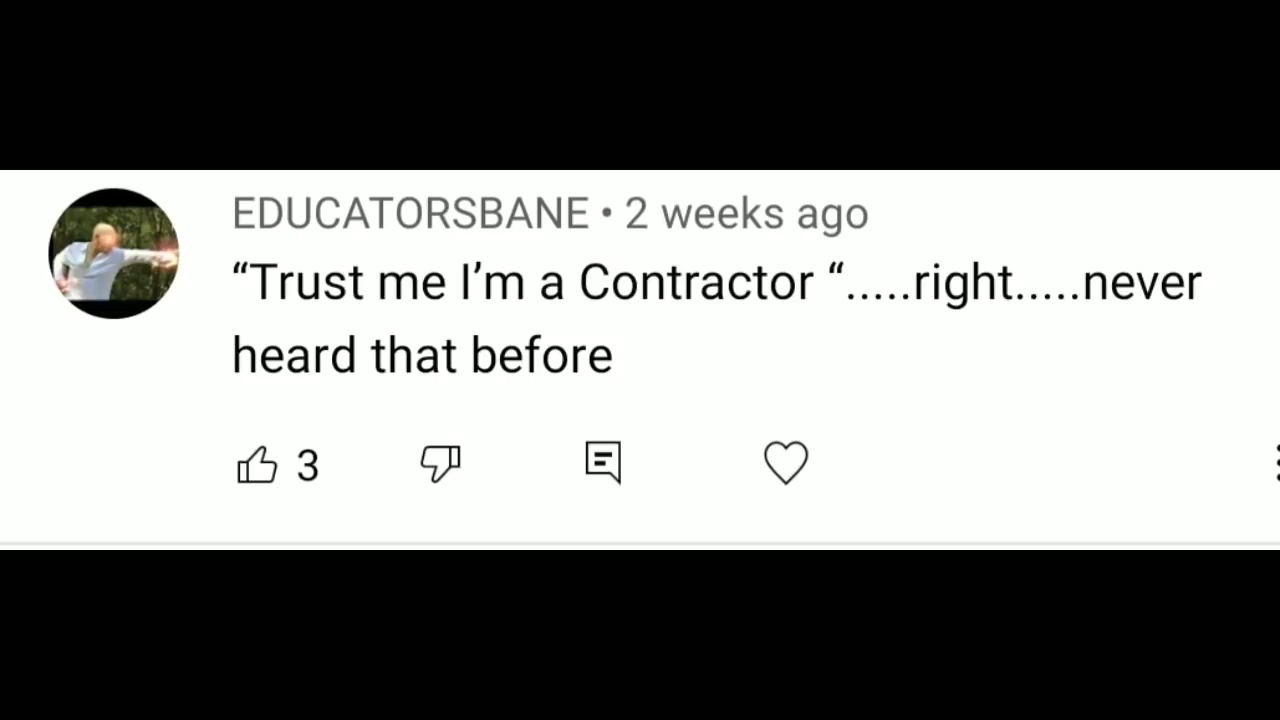 EDUCATORSBANE • 2 weeks ago
“Trust me I’m a Contractor “.....right.....never
heard that before
3